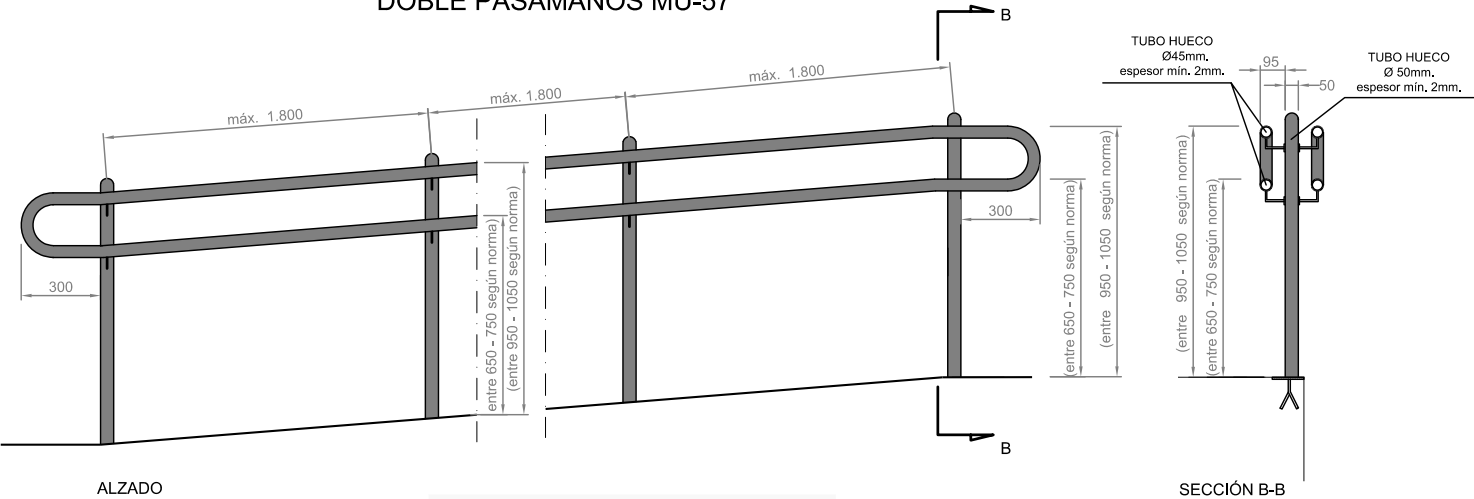 DOBLE PASAMANOS MU-57
B
máx. 1.800
máx. 1.800
máx. 1.800
300
entre 650 - 750 según norma)
(entre 950 - 1050 según norma)
300
(entre 650 - 750 según norma)
(entre 950 - 1050 según norma)
B
ALZADO
TUBO HUECO
Ø45mm.
espesor mín. 2mm.
95
50
TUBO HUECO
Ø 50mm.
espesor mín. 2mm.
(entre 950 - 1050 según norma)
(entre 650 - 750 según norma)
SECCIÓN B-B